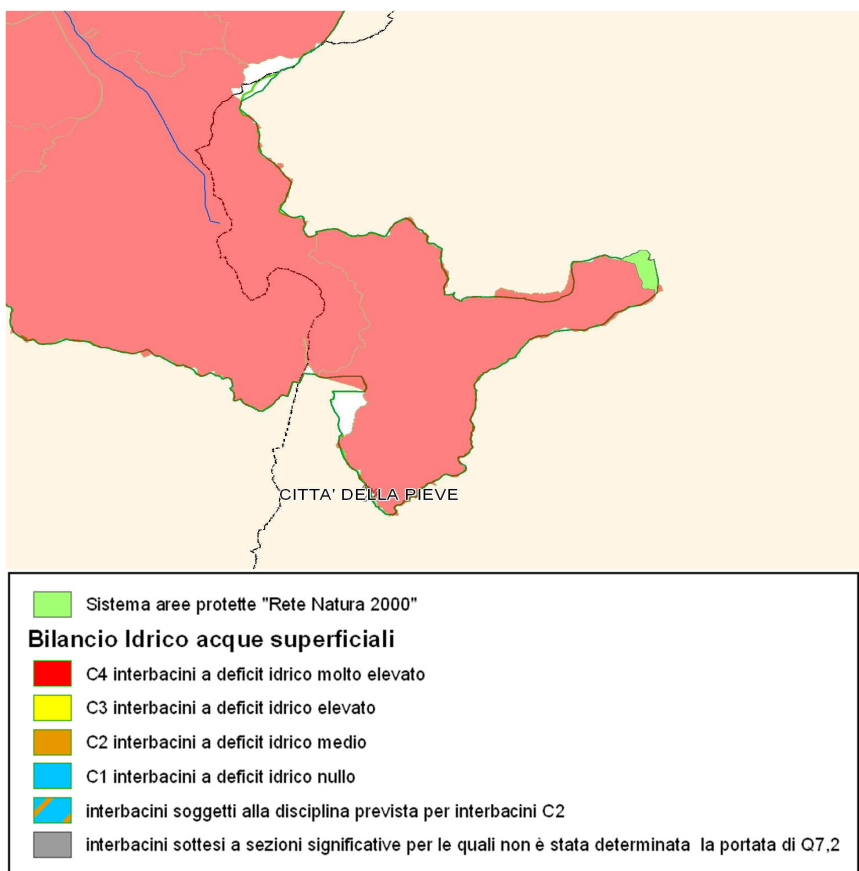 CITTA' DELLA PIEVE
Sistema aree protette "Rete Natura 2000"
Bilancio Idrico acque superficiali
C4 interbacini a deficit idrico molto elevato
C3 interbacini a deficit idrico elevato
C2 interbacini a deficit idrico medio
C1 interbacini a deficit idrico nullo
interbacini soggetti alla disciplina prevista per interbacini C2
interbacini sottesi a sezioni significative per le quali non è stata determinata la portata di Q7,2